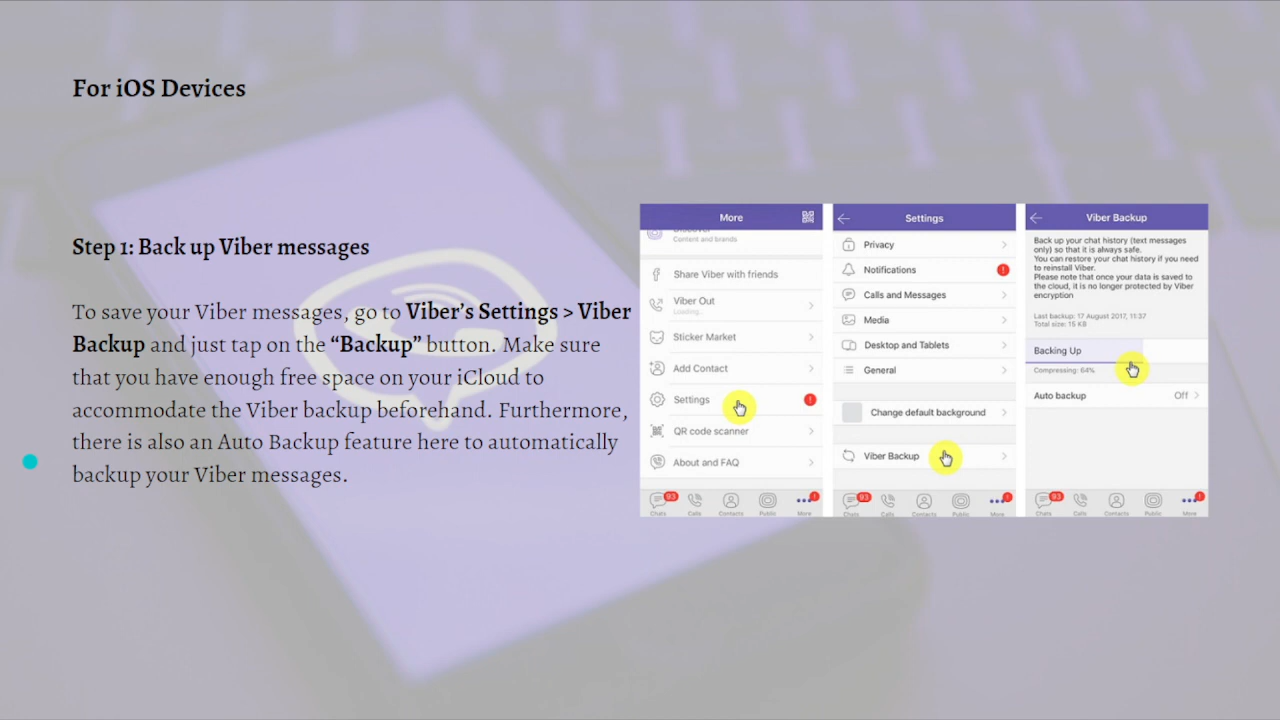 For iOS Devices
Step 1: Back up Viber messages
To save your Viber messages, go to Viber's Settings > Viber
Backup and just tap on the “Backup” button. Make sure
that you have enough free space on your iCloud to
accommodate the Viber backup beforehand. Furthermore,
there is also an Auto Backup feature here to automatically
backup your Viber messages.
More
Content and brands
Share Viber with friends
Viber Out
Loading...
Sticker Market
Add Contact
Settings
!
QR code scanner
About and FAQ
93
!
Chats
Calls
Contacts
Public
More
Settings
Privacy
Notifications
!
Calls and Messages
Media
Desktop and Tablets
General
Change default background
Viber Backup
93
!
Chats
Calls
Contacts
Public
More
Viber Backup
Back up your chat history (text messages
only) so that it is always safe.
You can restore your chat history if you need
to reinstall Viber.
Please note that once your data is saved to
the cloud, it is no longer protected by Viber
encryption
Last backup: 17 August 2017, 11:37
Total size: 15 KB
Backing Up
Compressing: 64%
Auto backup Off
93
!
Chats
Calls
Contacts
Public
More